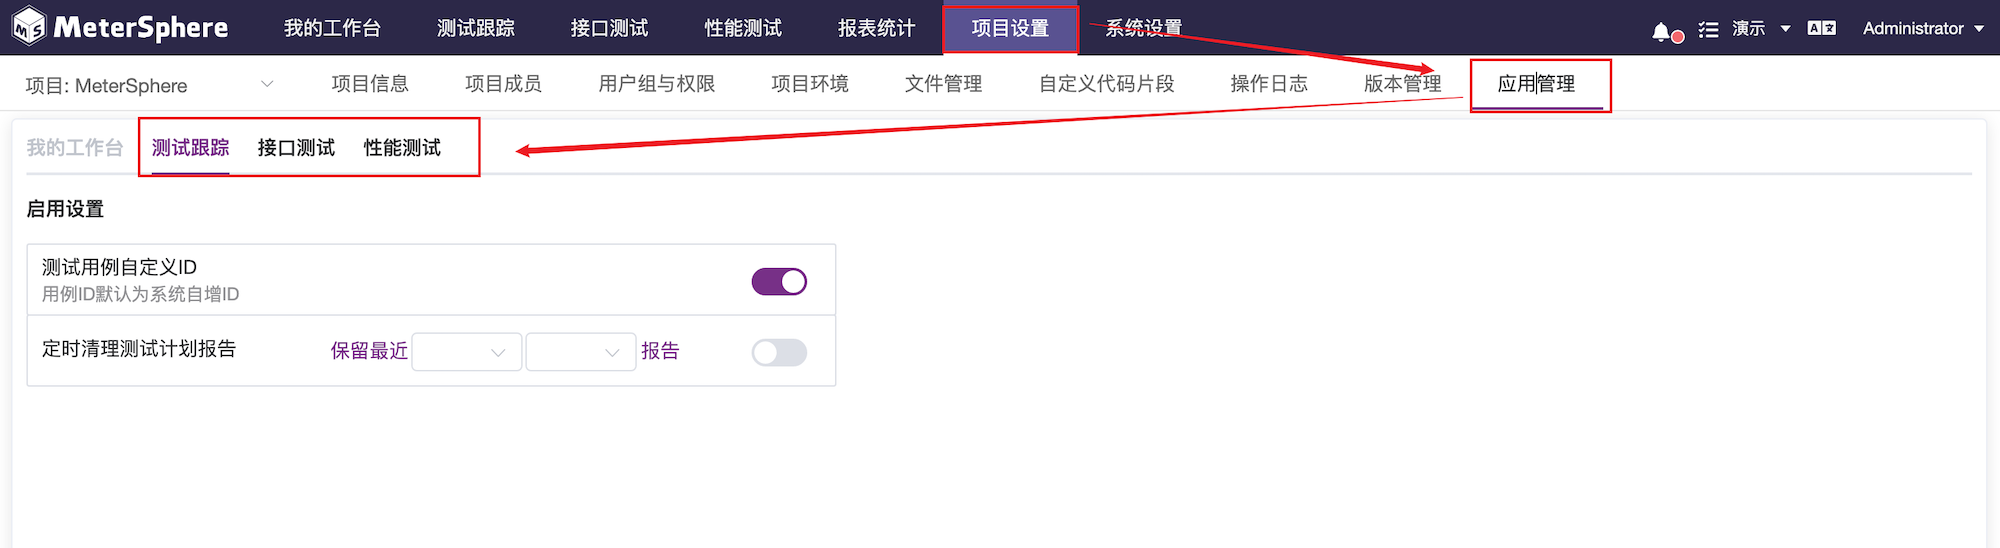 MS MeterSphere 我的工作台 测试跟踪 接口测试 性能测试 报表统计 项目设置 系统设置 演示 Administrator
项目: MeterSphere 项目信息 项目成员 用户组与权限 项目环境 文件管理 自定义代码片段 操作日志 版本管理 应用管理
我的工作台 测试跟踪 接口测试 性能测试
启用设置
测试用例自定义ID
用例ID默认为系统自增ID
定时清理测试计划报告 保留最近 报告